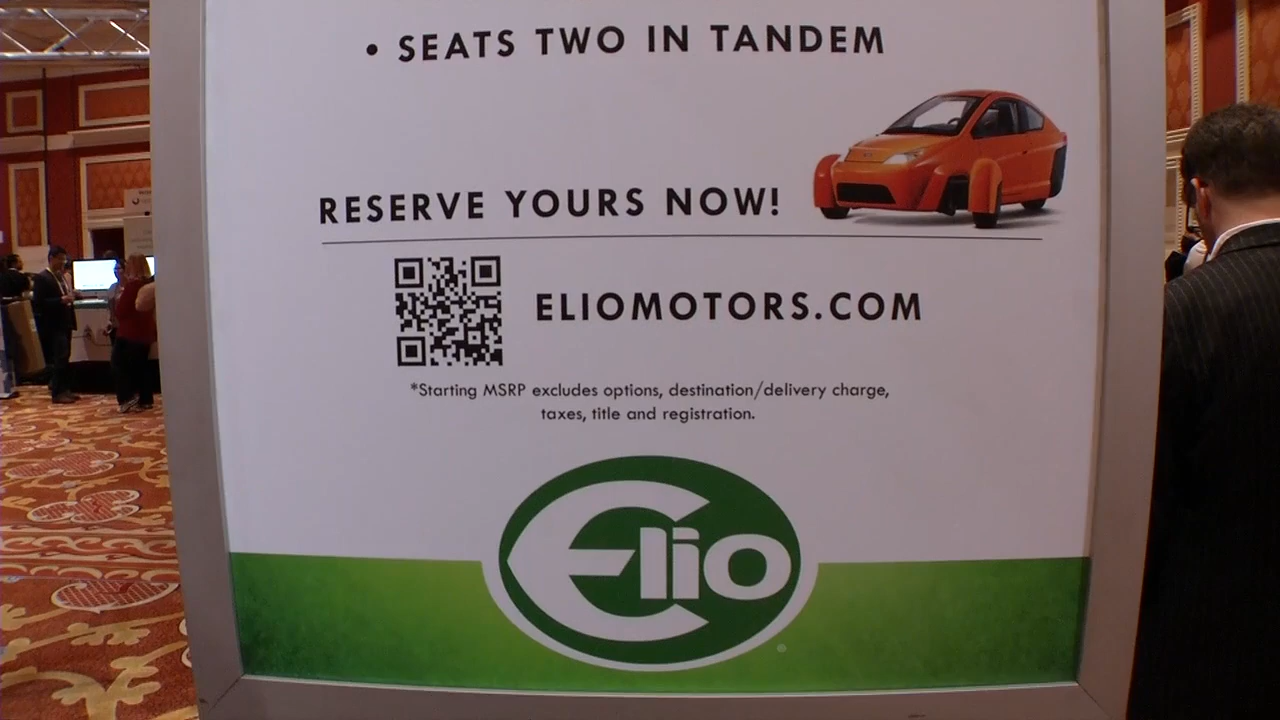 • SEATS TWO IN TANDEM
RESERVE YOURS NOW!
ELIOMOTORS.COM
*Starting MSRP excludes options, destination/delivery charge,
taxes, title and registration.
Elio